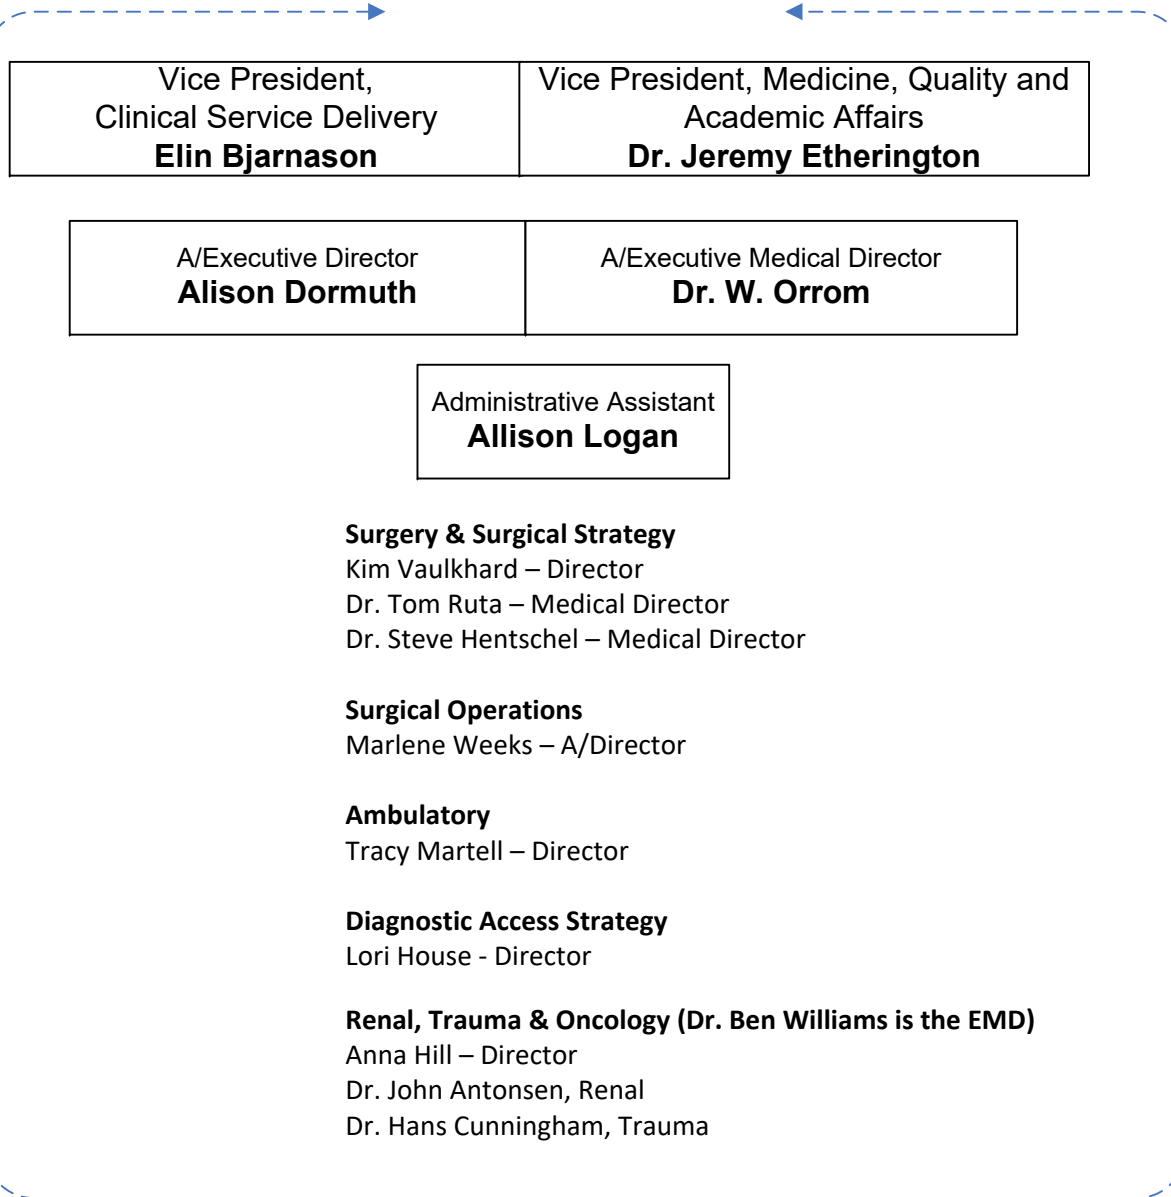 Vice President,
Clinical Service Delivery
Elin Bjarnason
Vice President, Medicine, Quality and
Academic Affairs
Dr. Jeremy Etherington
A/Executive Director
Alison Dormuth
A/Executive Medical Director
Dr. W. Orrom
Administrative Assistant
Allison Logan
Surgery & Surgical Strategy
Kim Vaulkhard – Director
Dr. Tom Ruta – Medical Director
Dr. Steve Hentschel – Medical Director
Surgical Operations
Marlene Weeks – A/Director
Ambulatory
Tracy Martell – Director
Diagnostic Access Strategy
Lori House - Director
Renal, Trauma & Oncology (Dr. Ben Williams is the EMD)
Anna Hill – Director
Dr. John Antonsen, Renal
Dr. Hans Cunningham, Trauma